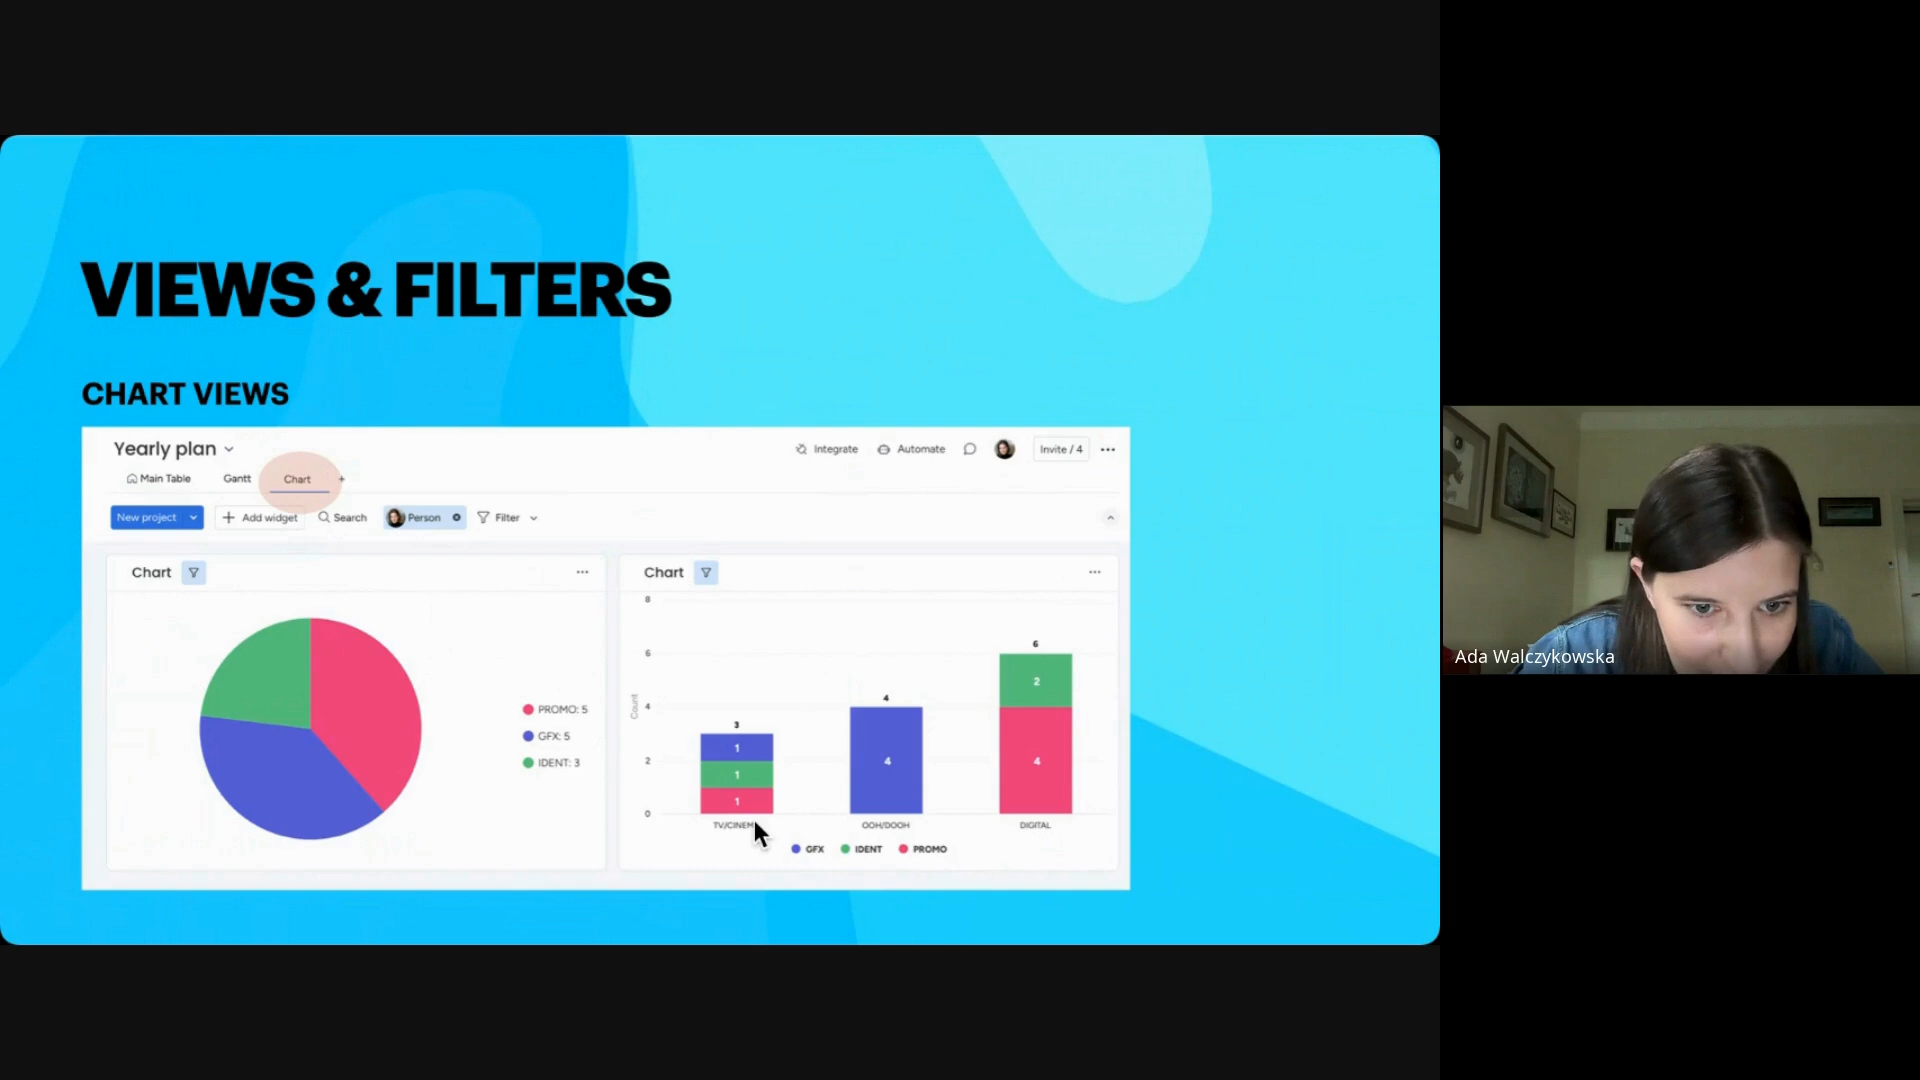 VIEWS & FILTERS
CHART VIEWS
Yearly plan
Integrate
Automate
Invite / 4
Main Table
Gantt
Chart
+
New project
+ Add widget
Search
Person
Filter
Chart
PROMO: 5
GFX: 5
IDENT: 3
Chart
8
6
4
2
0
Count
3
1
1
1
4
4
6
2
4
TV/CINEM
OOH/DOOH
DIGITAL
GFX
IDENT
PROMO
Ada Walczykowska